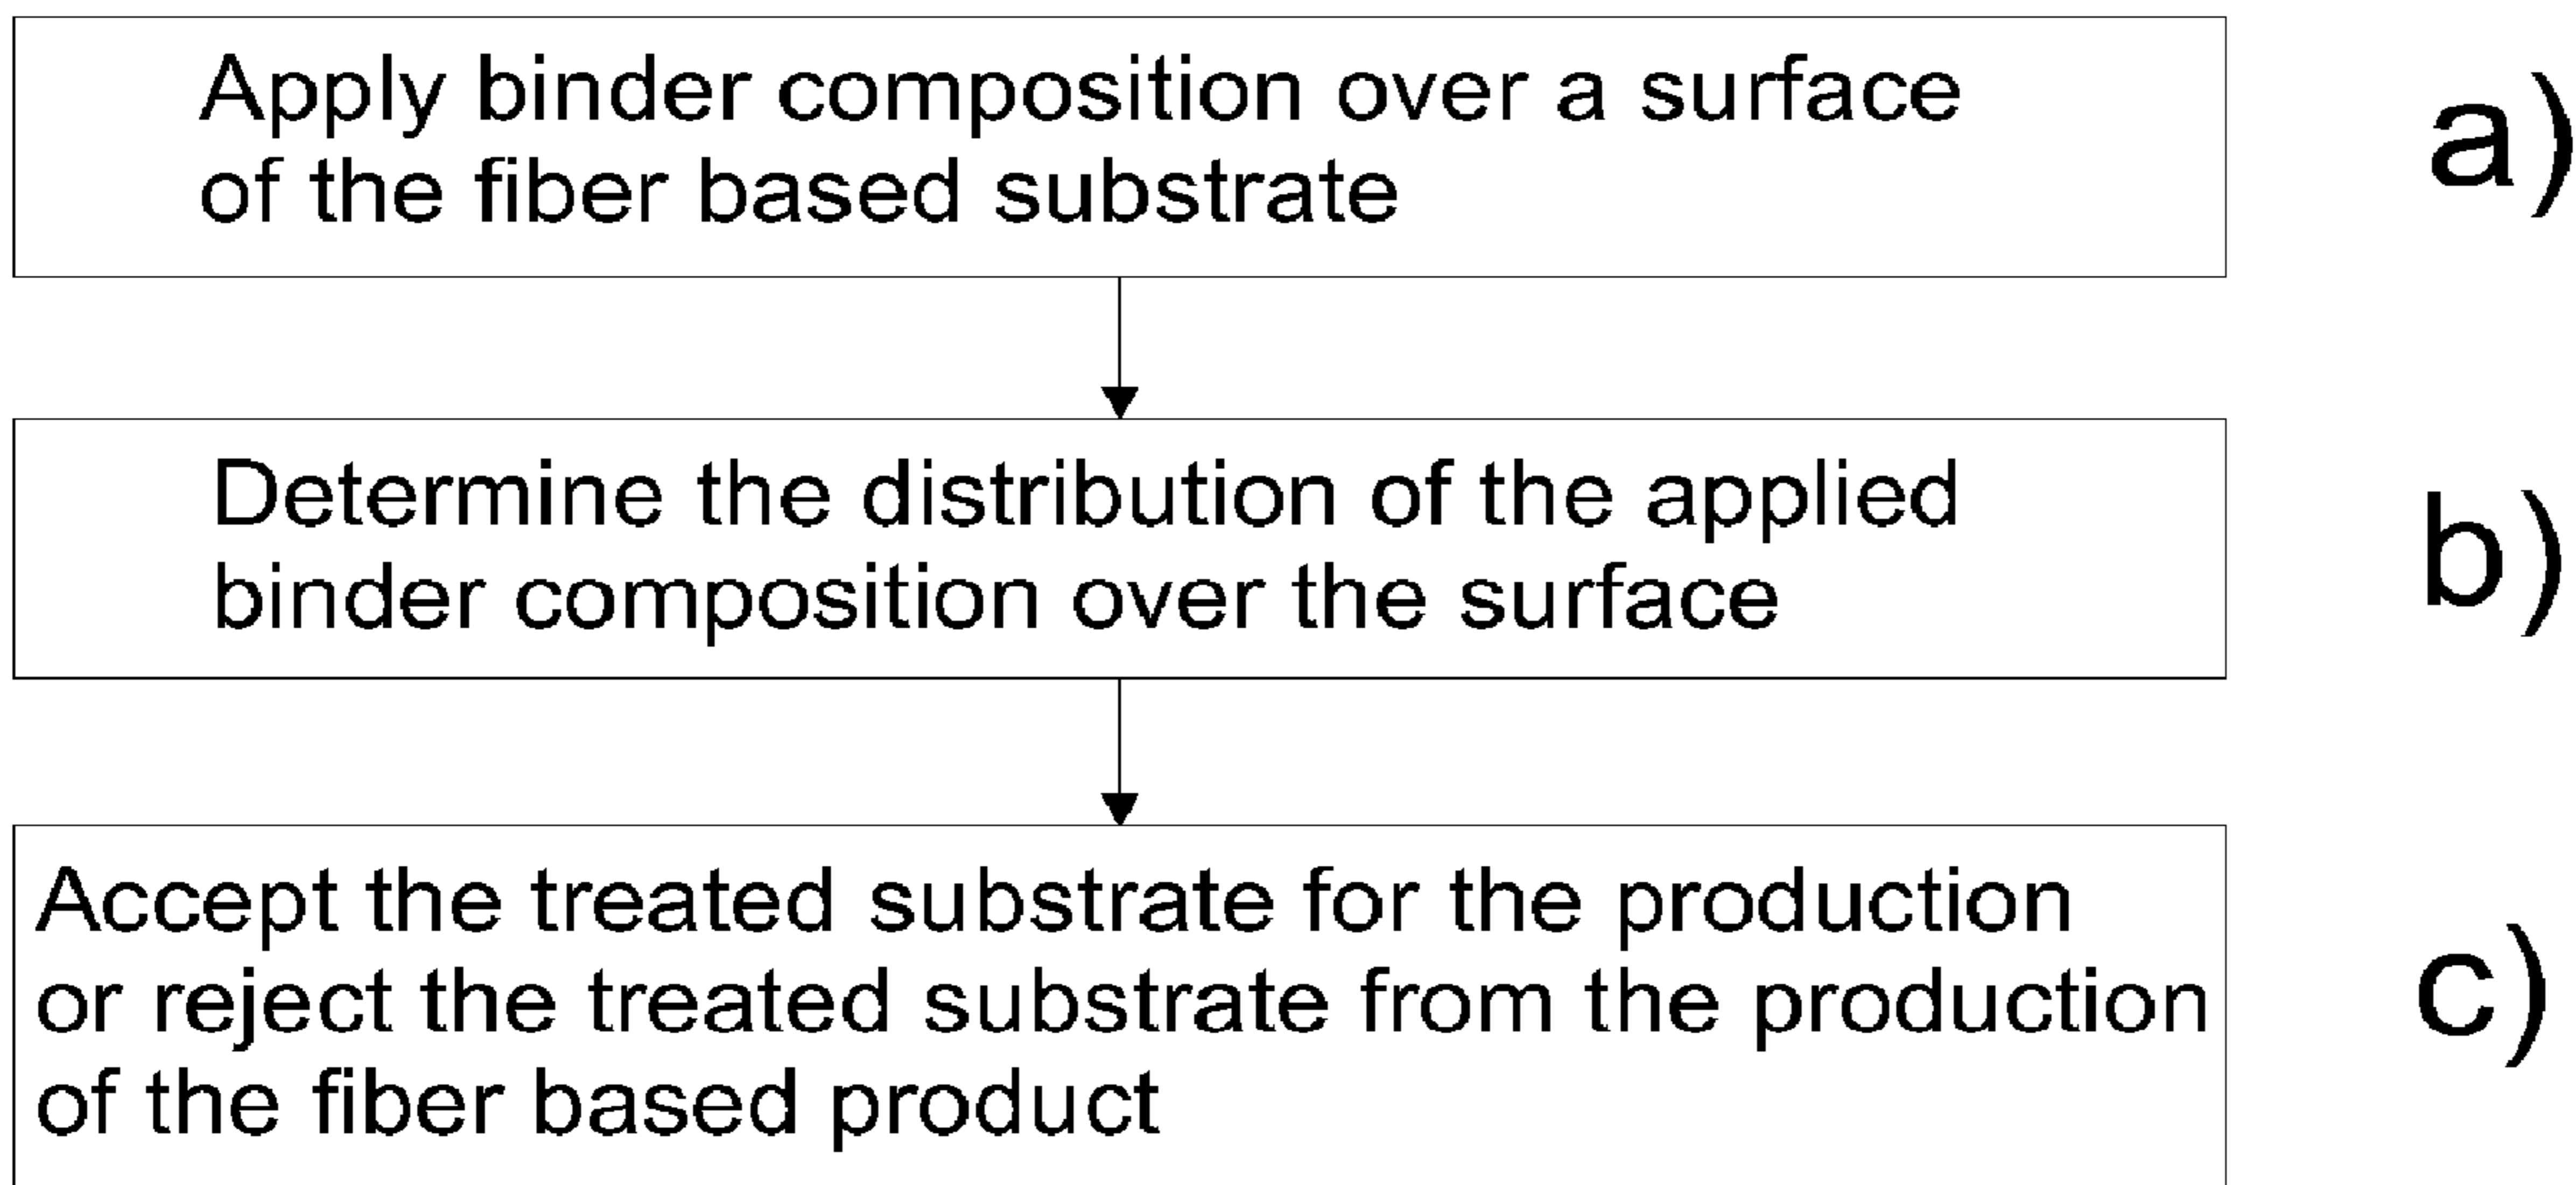 Apply binder composition over a surface
of the fiber based substrate
a)
Determine the distribution of the applied
binder composition over the surface
b)
Accept the treated substrate for the production
or reject the treated substrate from the production
of the fiber based product
c)